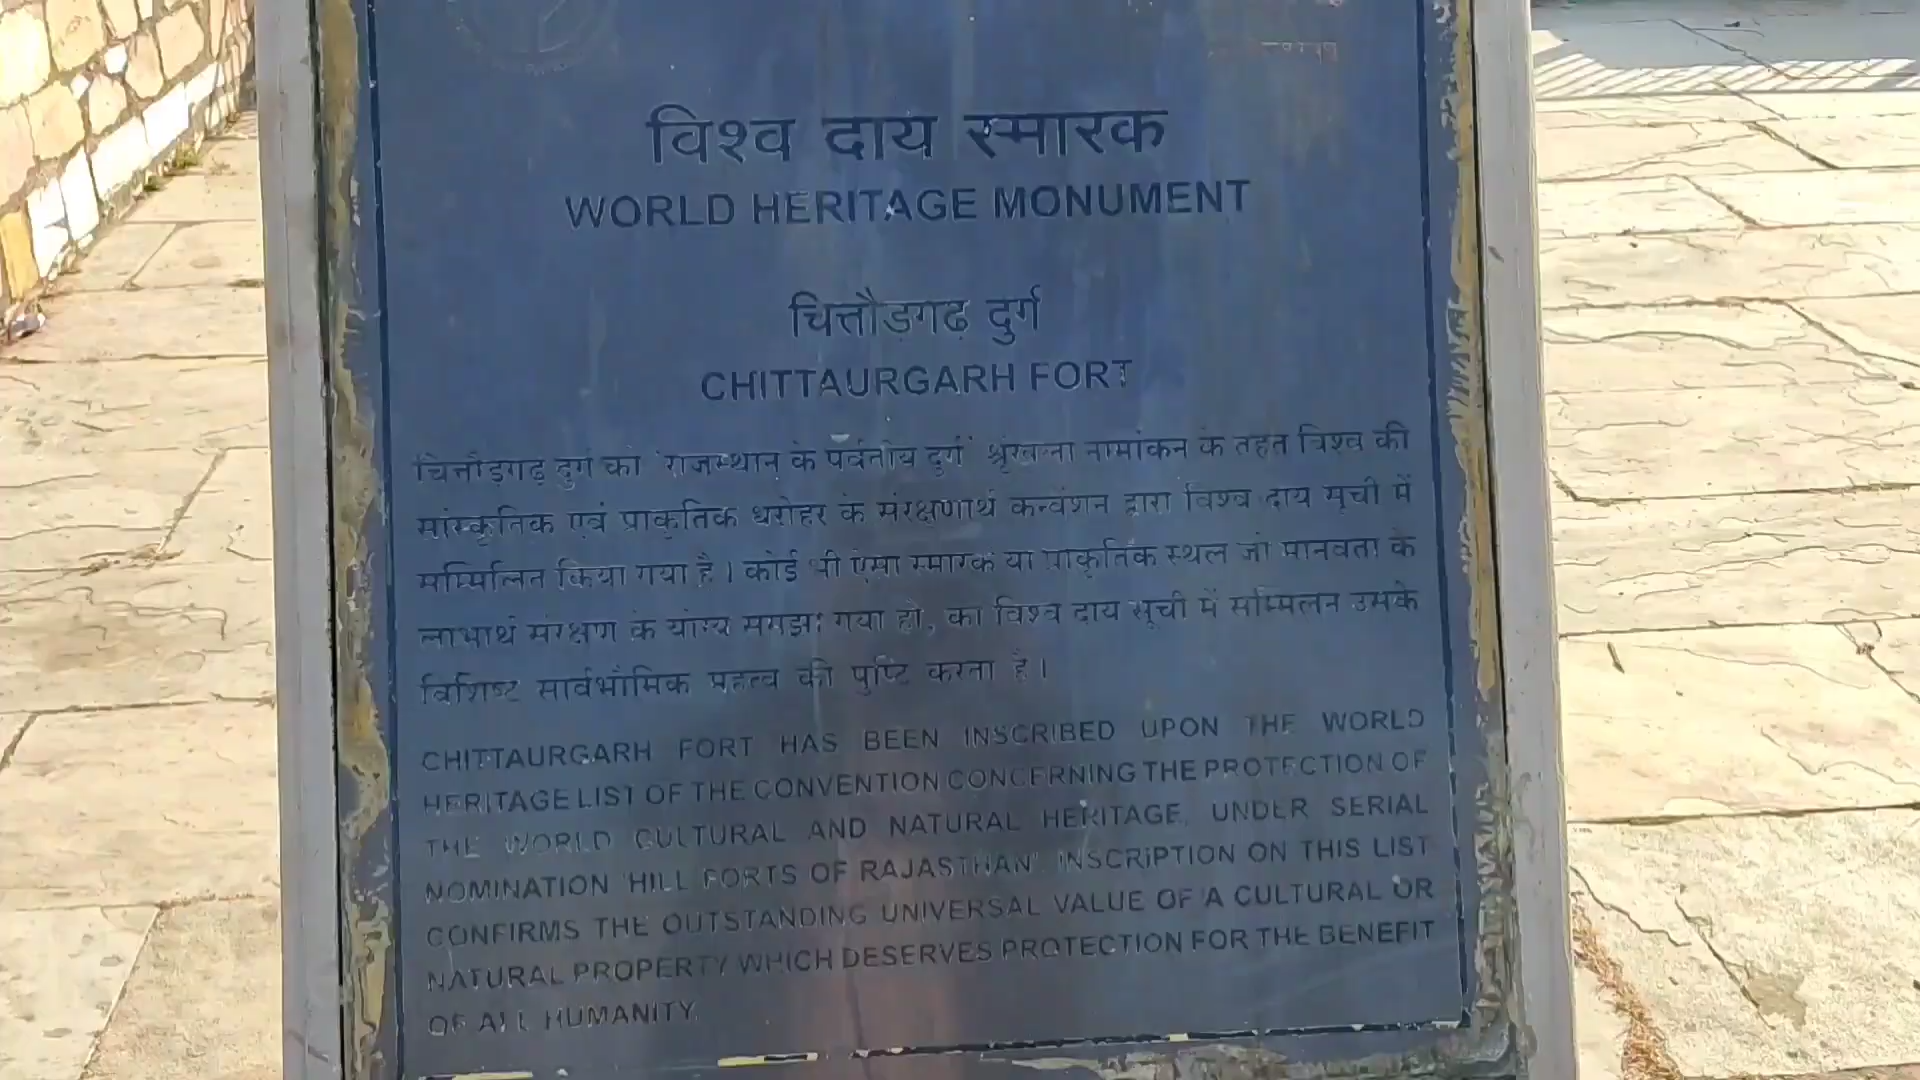 विश्व दाय स्मारक
WORLD HERITAGE MONUMENT
चित्तौड़गढ़ दुर्ग
CHITTAURGARH FORT
चित्तौड़गढ़ दुर्ग को 'राजस्थान के पर्वतीय दुर्ग' श्रृंखला नामांकन के तहत विश्व की
सांस्कृतिक एवं प्राकृतिक धरोहर के संरक्षणार्थ कन्वेंशन द्वारा विश्व दाय सूची में
सम्मिलित किया गया है। कोई भी ऐसा स्मारक या प्राकृतिक स्थल जो मानवता के
लाभार्थ संरक्षण के योग्य समझा गया हो, का विश्व दाय सूची में सम्मिलन उसके
विशिष्ट सार्वभौमिक महत्व की पुष्टि करता है।
CHITTAURGARH FORT HAS BEEN INSCRIBED UPON THE WORLD
HERITAGE LIST OF THE CONVENTION CONCERNING THE PROTECTION OF
THE WORLD CULTURAL AND NATURAL HERITAGE, UNDER SERIAL
NOMINATION 'HILL FORTS OF RAJASTHAN' INSCRIPTION ON THIS LIST
CONFIRMS THE OUTSTANDING UNIVERSAL VALUE OF A CULTURAL OR
NATURAL PROPERTY WHICH DESERVES PROTECTION FOR THE BENEFIT
OF ALL HUMANITY.